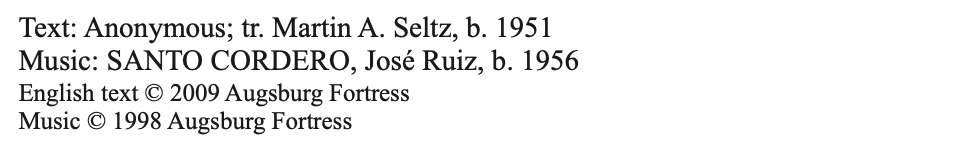 Text: Anonymous; tr. Martin A. Seltz, b. 1951
Music: SANTO CORDERO, José Ruiz, b. 1956
English text © 2009 Augsburg Fortress
Music © 1998 Augsburg Fortress